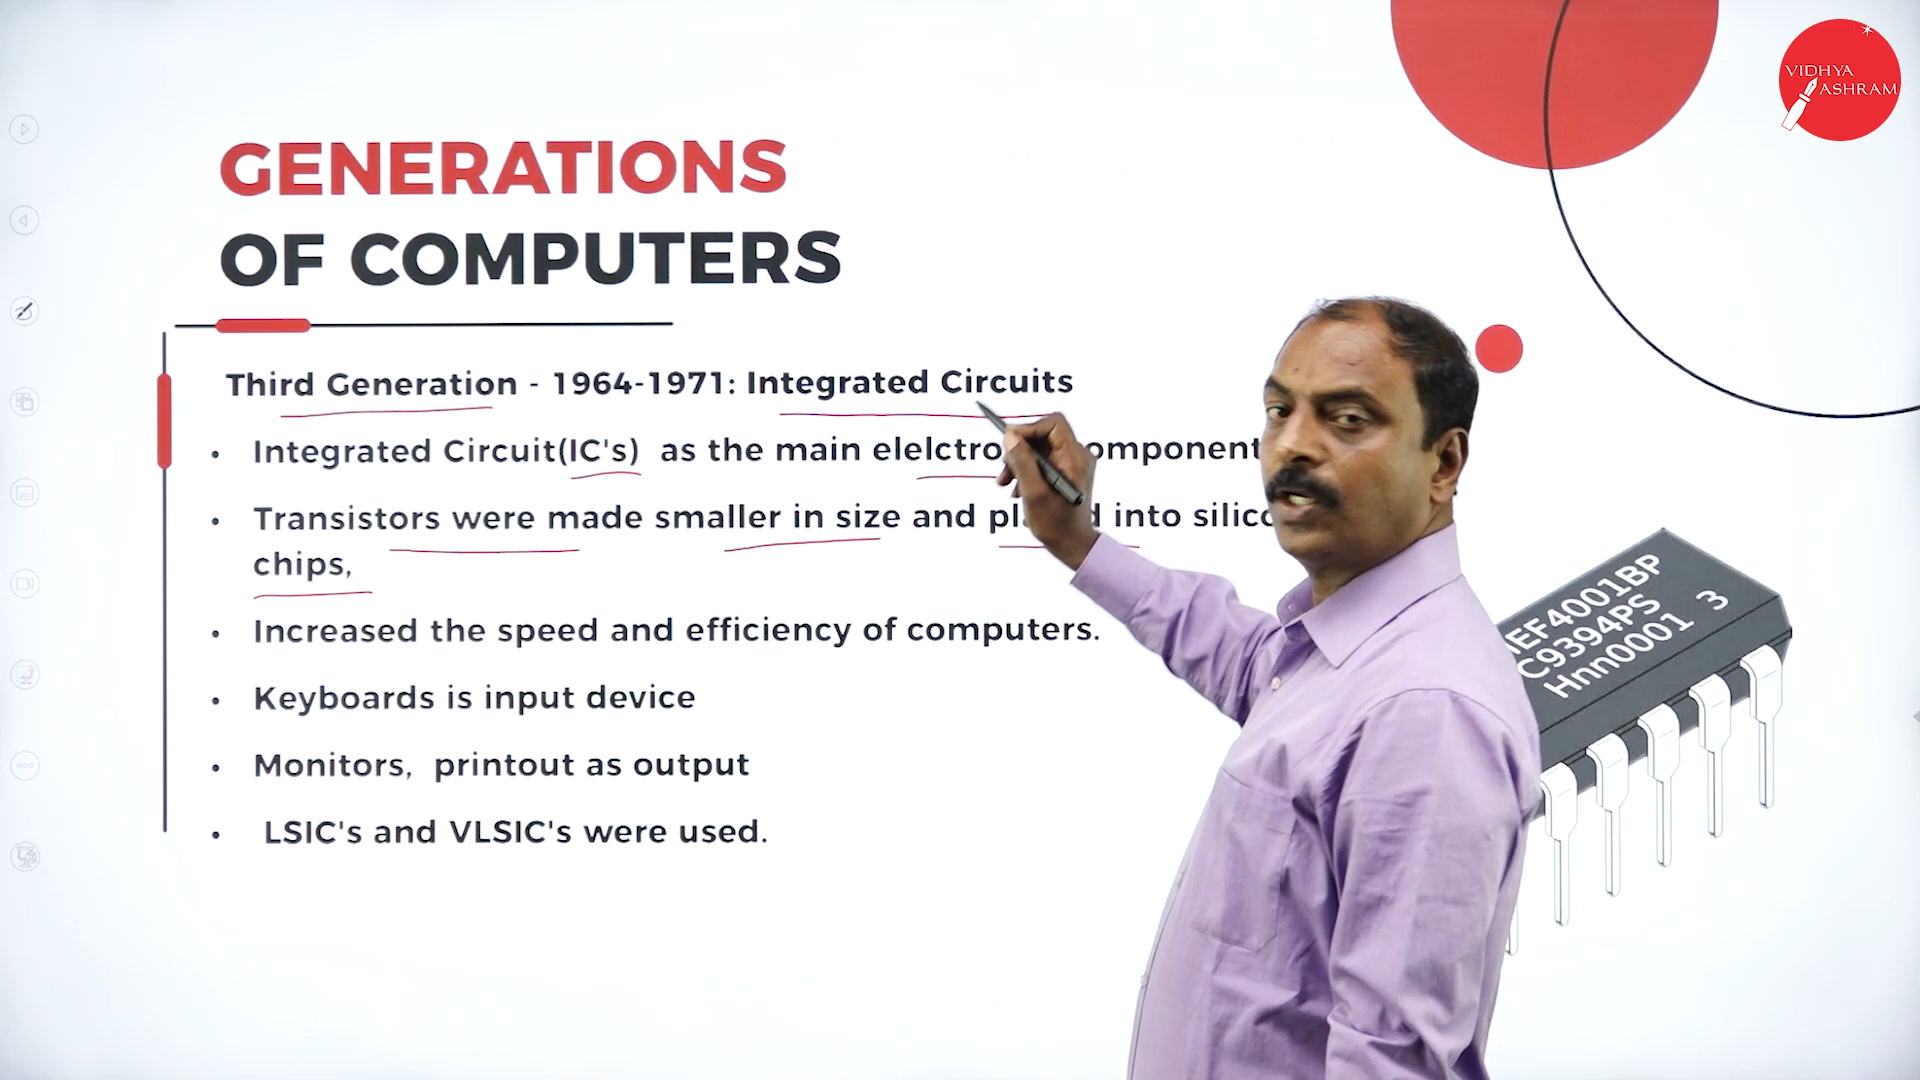 VIDHYA
ASHRAM
GENERATIONS
OF COMPUTERS
Third Generation - 1964-1971: Integrated Circuits
• Integrated Circuit(IC's) as the main elelctro omponent
• Transistors were made smaller in size and into
chips,
• Increased the speed and efficiency of computers.
• Keyboards is input device
• Monitors, printout as output
• LSIC's and VLSIC's were used.
EF4001BP
C9394PS
Hnn0001 3